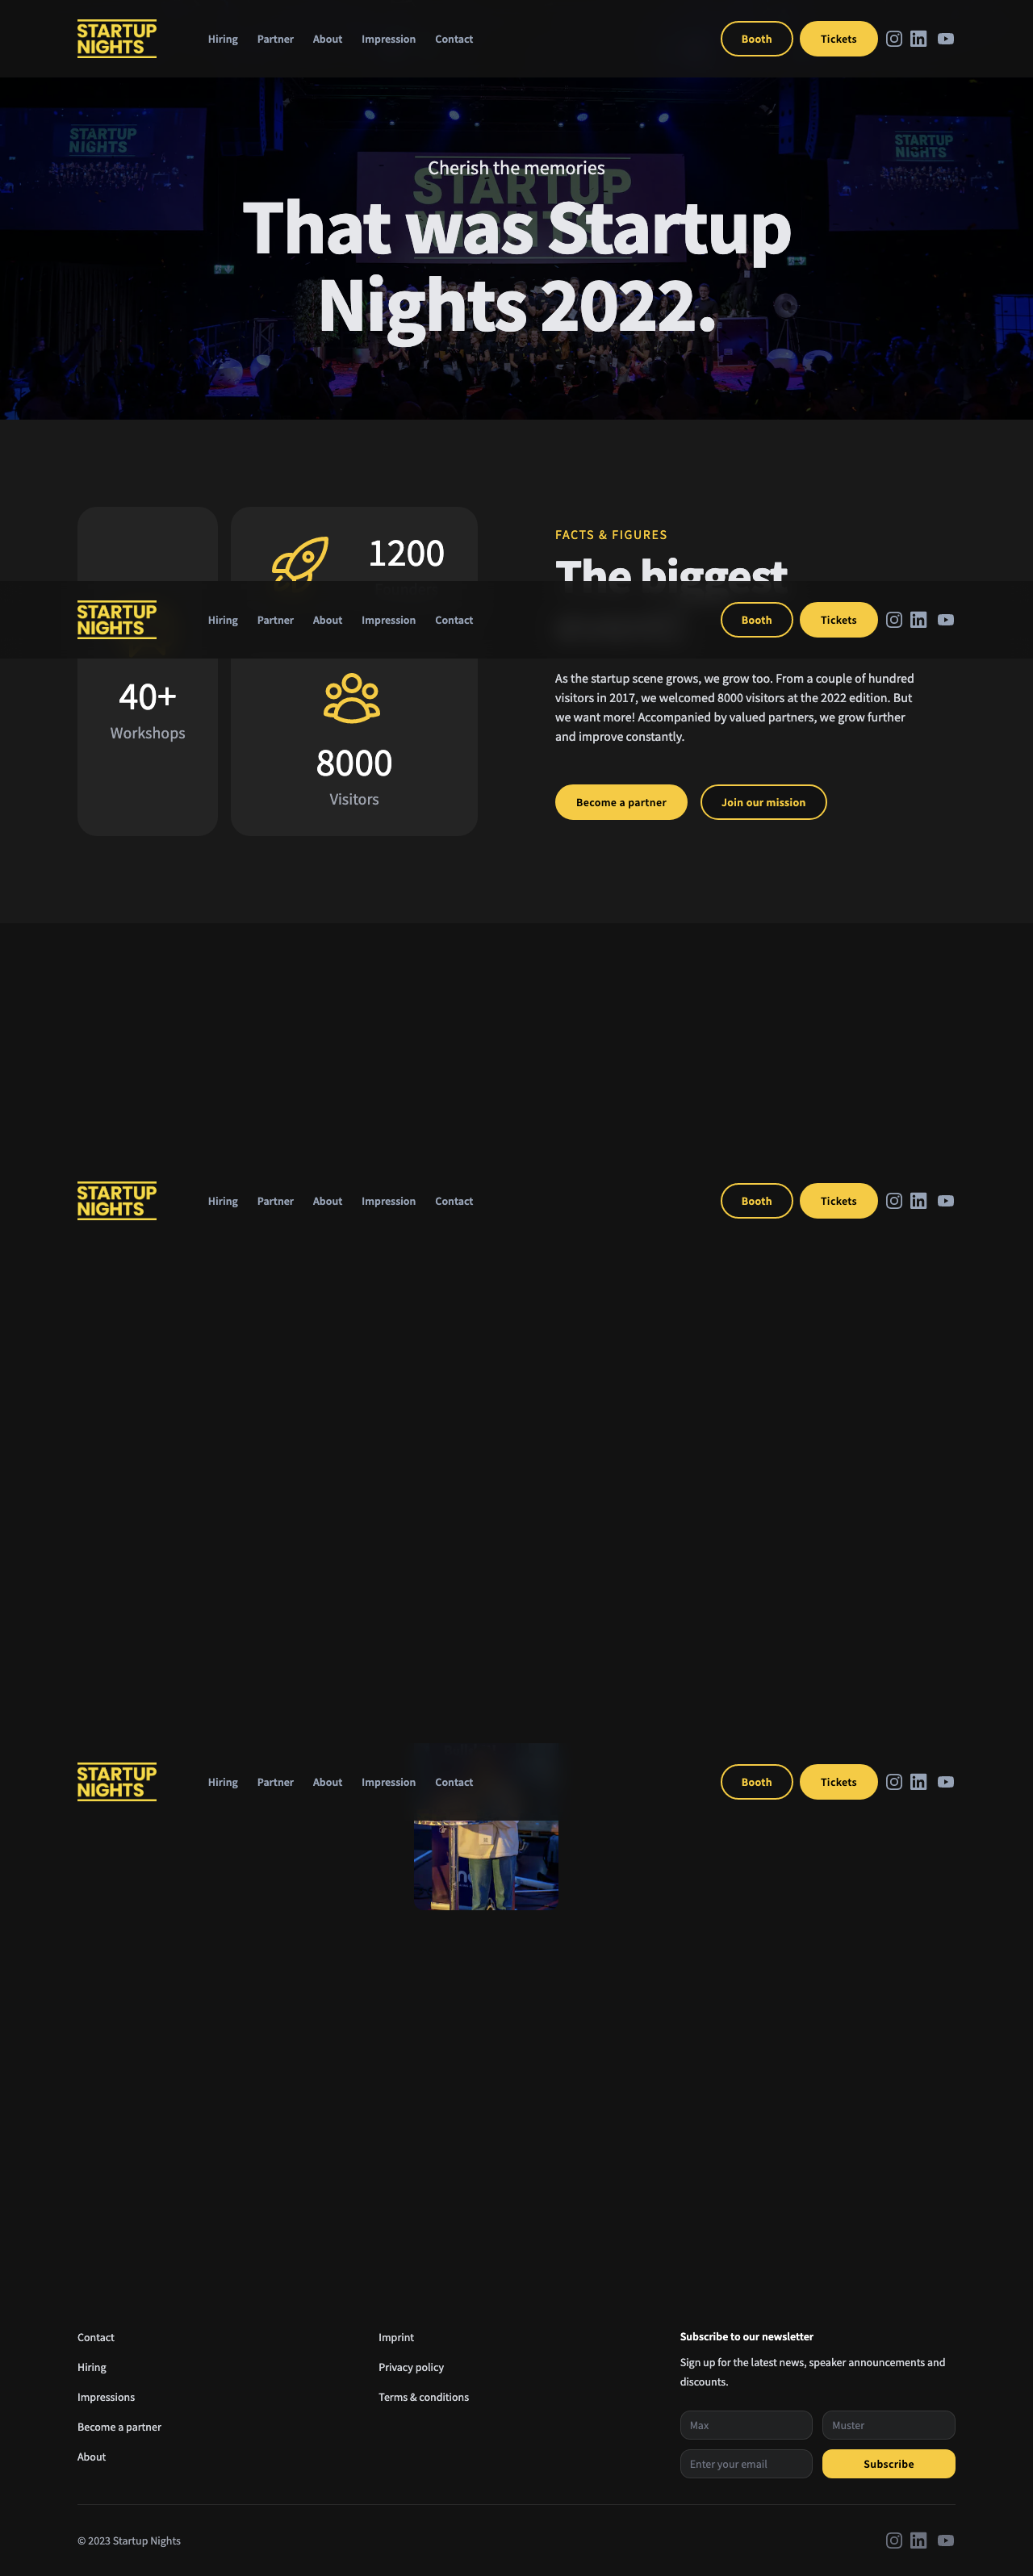 STARTUP
NIGHTS
Hiring
Partner
About
Impression
Contact
Booth
Tickets
STARTUP
NIGHTS
STARTUP
NIGHTS
STARTUP
Cherish the memories
That was Startup
Nights 2022.
1200
40+
Workshops
8000
Visitors
FACTS & FIGURES
The biggest
STARTUP
NIGHTS
Hiring
Partner
About
Impression
Contact
Booth
Tickets
As the startup scene grows, we grow too. From a couple of hundred
visitors in 2017, we welcomed 8000 visitors at the 2022 edition. But
we want more! Accompanied by valued partners, we grow further
and improve constantly.
Become a partner
Join our mission
STARTUP
NIGHTS
Hiring
Partner
About
Impression
Contact
Booth
Tickets
STARTUP
NIGHTS
Hiring
Partner
About
Impression
Contact
Booth
Tickets
Contact
Hiring
Impressions
Become a partner
About
Imprint
Privacy policy
Terms & conditions
Subscribe to our newsletter
Sign up for the latest news, speaker announcements and
discounts.
Max
Muster
Enter your email
Subscribe
© 2023 Startup Nights